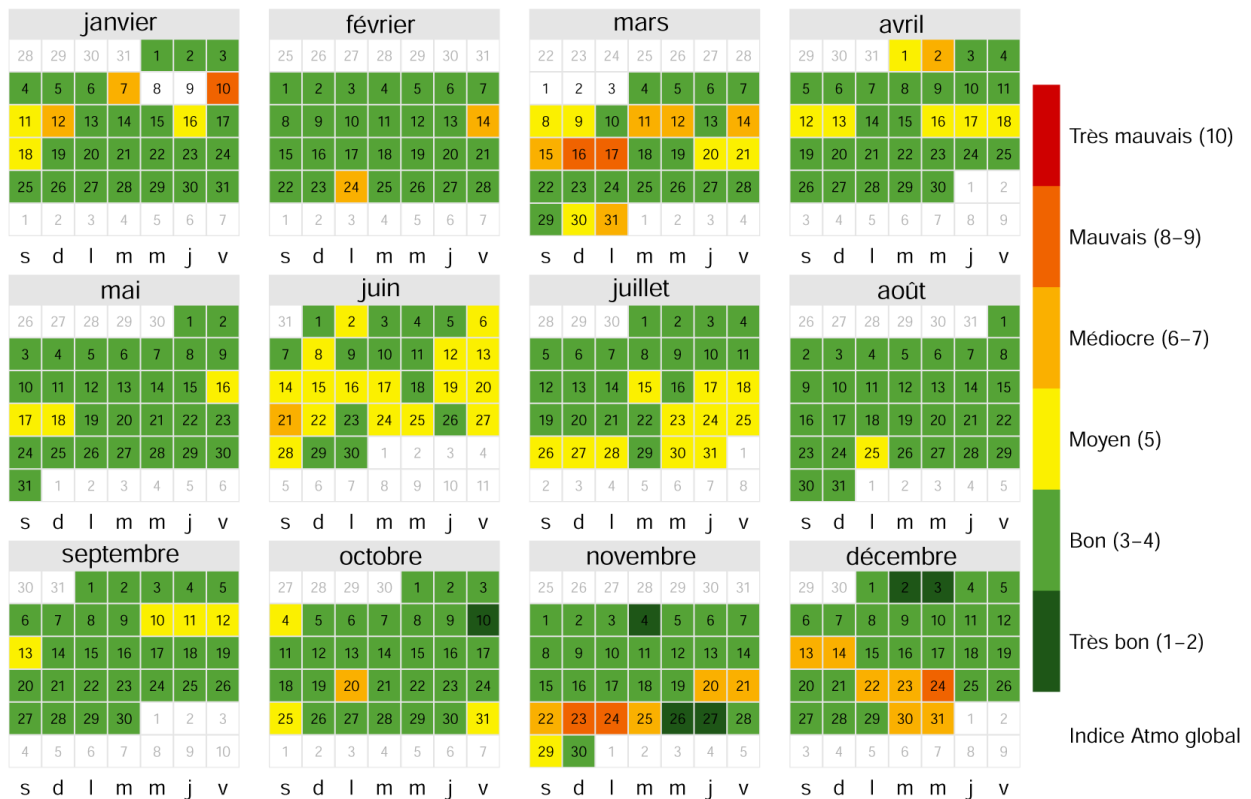 janvier février mars avril
28 29 30 31 1 2 3 25 26 27 28 29 30 31 22 23 24 25 26 27 28 29 30 31 1 2 3 4
4 5 6 7 8 9 10 1 2 3 4 5 6 7 1 2 3 4 5 6 7 5 6 7 8 9 10 11
11 12 13 14 15 16 17 8 9 10 11 12 13 14 8 9 10 11 12 13 14 12 13 14 15 16 17 18
Très mauvais (10)
18 19 20 21 22 23 24 15 16 17 18 19 20 21 15 16 17 18 19 20 21 19 20 21 22 23 24 25
25 26 27 28 29 30 31 22 23 24 25 26 27 28 22 23 24 25 26 27 28 26 27 28 29 30 1 2
1 2 3 4 5 6 7 1 2 3 4 5 6 7 29 30 31 1 2 3 4 3 4 5 6 7 8 9
Mauvais (8–9)
s d l m m j v s d l m m j v s d l m m j v s d l m m j v
mai juin juillet août
26 27 28 29 30 1 2 31 1 2 3 4 5 6 28 29 30 1 2 3 4 27 28 29 30 31 1
Médiocre (6–7)
3 4 5 6 7 8 9 7 8 9 10 11 12 13 5 6 7 8 9 10 11 2 3 4 5 6 7 8
10 11 12 13 14 15 16 14 15 16 17 18 19 20 12 13 14 15 16 17 18 9 10 11 12 13 14 15
17 18 19 20 21 22 23 21 22 23 24 25 26 27 19 20 21 22 23 24 25 16 17 18 19 20 21 22
Moyen (5)
24 25 26 27 28 29 30 28 29 30 1 2 3 4 26 27 28 29 30 31 1 23 24 25 26 27 28 29
31 1 2 3 4 5 6 5 6 7 8 9 10 11 2 3 4 5 6 7 8 30 31 1 2 3 4 5
s d l m m j v s d l m m j v s d l m m j v s d l m m j v
Bon (3–4)
septembre octobre novembre décembre
30 31 1 2 3 4 5 27 28 29 30 1 2 3 25 26 27 28 29 30 31 29 30 1 2 3 4 5
6 7 8 9 10 11 12 4 5 6 7 8 9 10 1 2 3 4 5 6 7 6 7 8 9 10 11 12
Très bon (1–2)
13 14 15 16 17 18 19 11 12 13 14 15 16 17 8 9 10 11 12 13 14 13 14 15 16 17 18 19
20 21 22 23 24 25 26 18 19 20 21 22 23 24 15 16 17 18 19 20 21 20 21 22 23 24 25 26
27 28 29 30 1 2 3 25 26 27 28 29 30 31 22 23 24 25 26 27 28 27 28 29 30 31 1 2
Indice Atmo global
4 5 6 7 8 9 10 1 2 3 4 5 6 7 29 30 1 2 3 4 5 3 4 5 6 7 8 9
s d l m m j v s d l m m j v s d l m m j v s d l m m j v